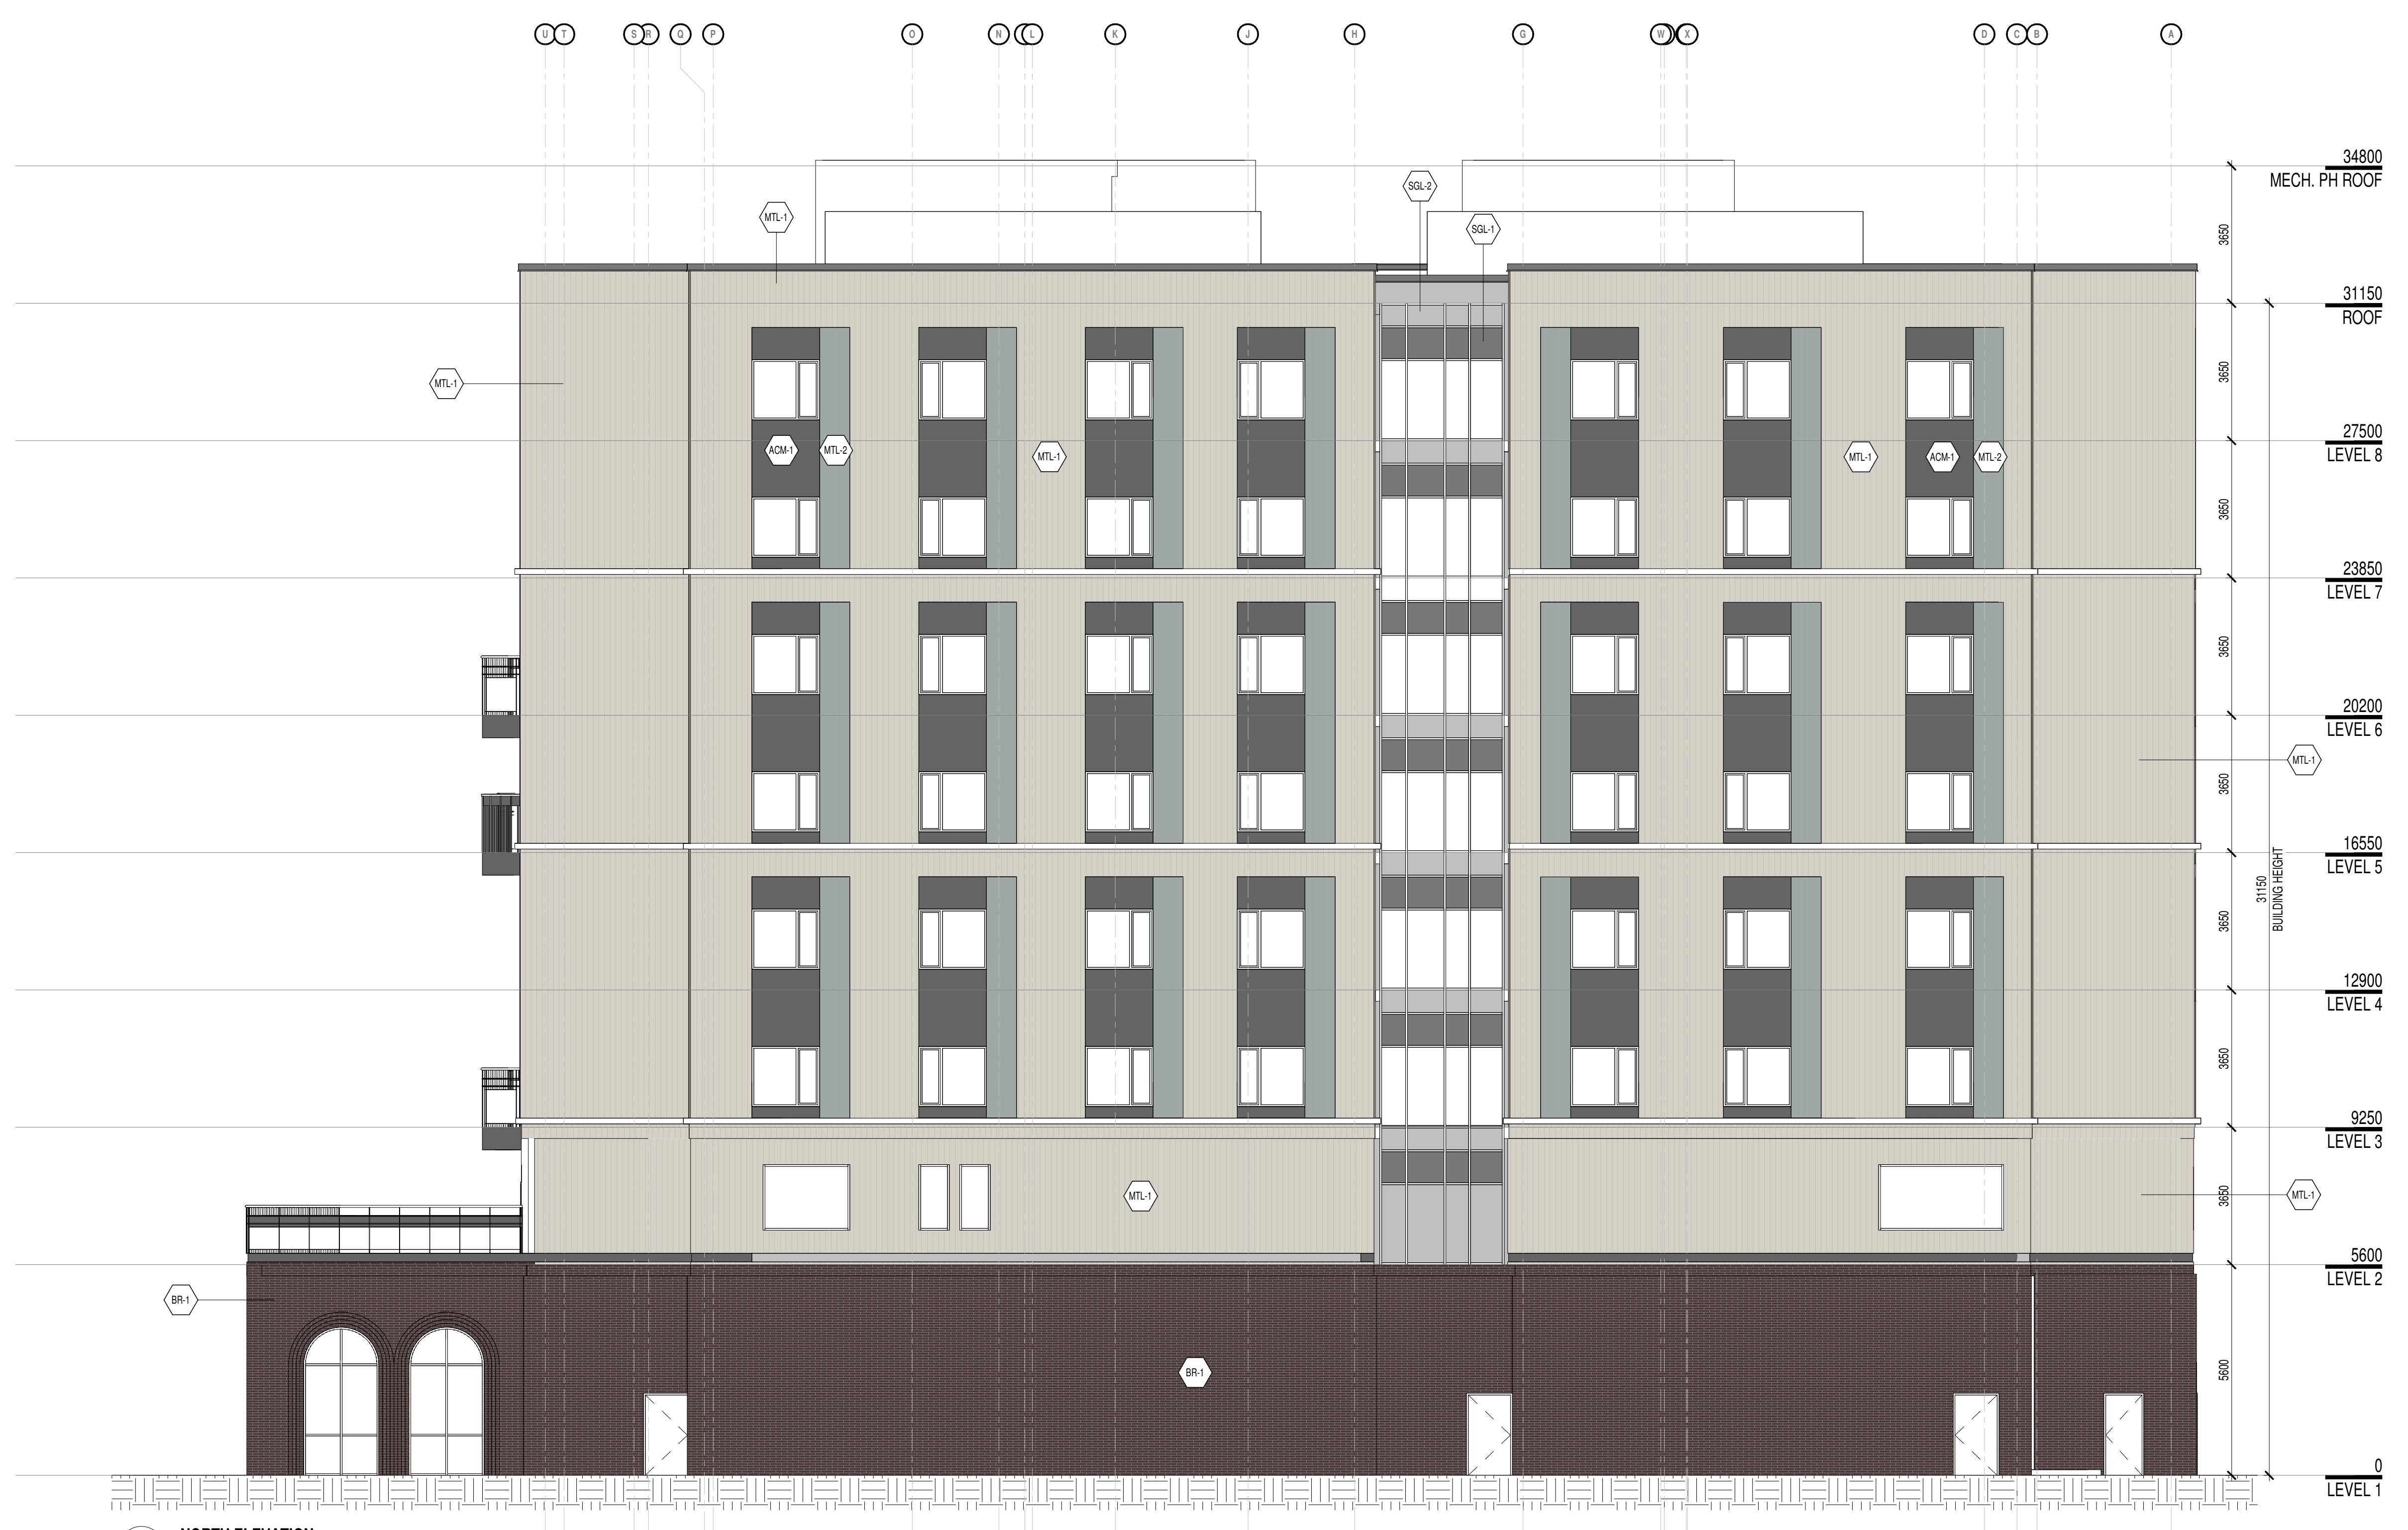 U T S R Q P O N L K J H G W X D C B A
34800
MECH. PH ROOF
SGL-2
MTL-1
SGL-1
3650
31150
ROOF
MTL-1
3650
27500
LEVEL 8
ACM-1 MTL-2 MTL-1 MTL-1 ACM-1 MTL-2
3650
23850
LEVEL 7
3650
20200
LEVEL 6
MTL-1
3650
16550
LEVEL 5
31150
BUILDING HEIGHT
3650
12900
LEVEL 4
3650
9250
LEVEL 3
MTL-1
MTL-1
3650
5600
LEVEL 2
BR-1
BR-1
5600
0
LEVEL 1
NORTH ELEVATION